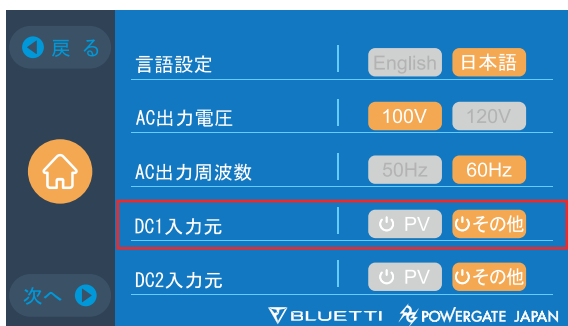 戻る
言語設定 English 日本語
AC出力電圧 100V 120V
AC出力周波数 50Hz 60Hz
DC1入力元 PV その他
DC2入力元 PV その他
次へ
BLUETTI POWERGATE JAPAN